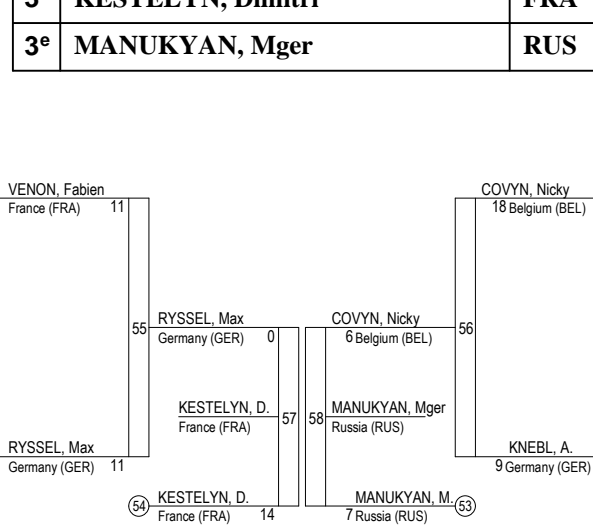 3 KESTELYN, Dimitri FRA
3e MANUKYAN, Mger RUS
VENON, Fabien
France (FRA) 11
COVYN, Nicky
18 Belgium (BEL)
55
RYSSEL, Max
Germany (GER) 0
COVYN, Nicky
6 Belgium (BEL)
56
KESTELYN, D.
France (FRA)
57
58
MANUKYAN, Mger
Russia (RUS)
RYSSEL, Max
Germany (GER) 11
KNEBL, A.
9 Germany (GER)
54
KESTELYN, D.
France (FRA) 14
MANUKYAN, M.
7 Russia (RUS)
53